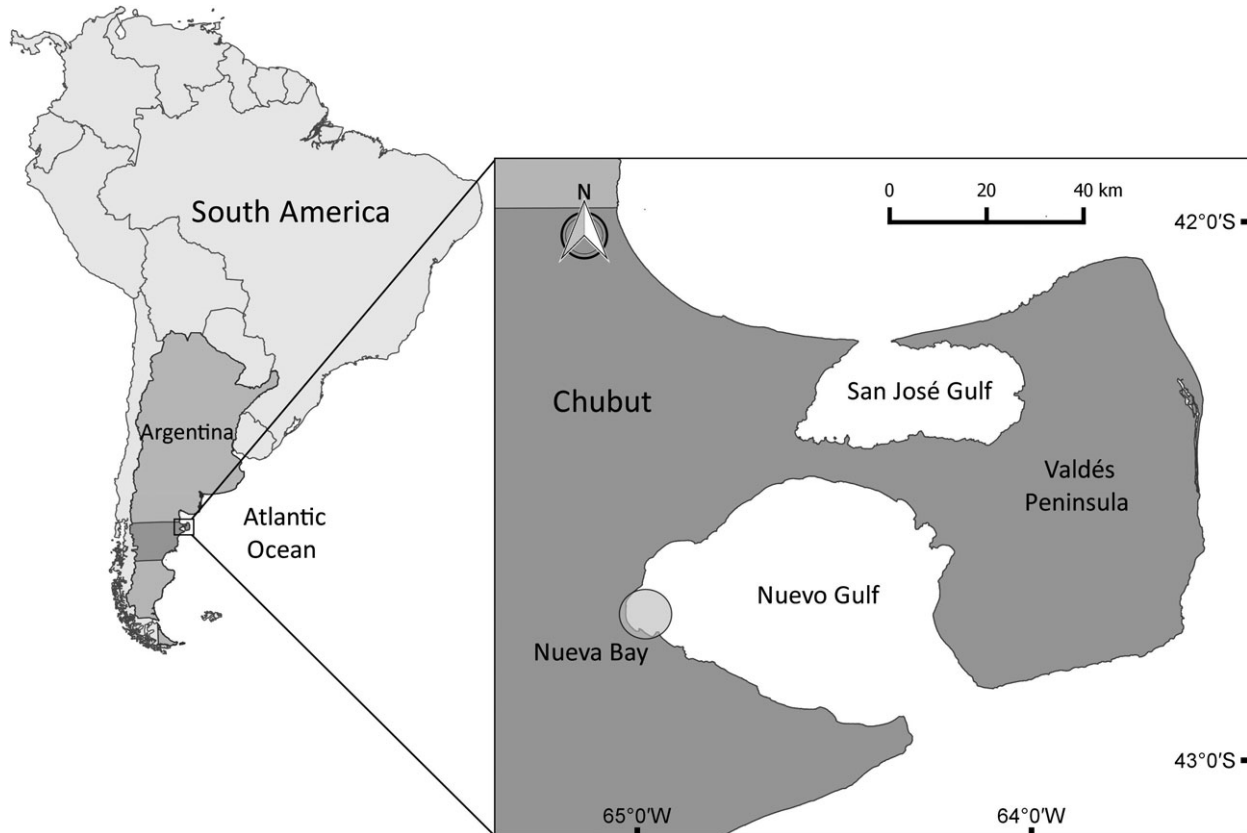 South America
Argentina
Atlantic
Ocean
N
0 20 40 km
42°0'S
Chubut
San José Gulf
Valdés
Peninsula
Nuevo Gulf
Nueva Bay
43°0'S
65°0'W
64°0'W